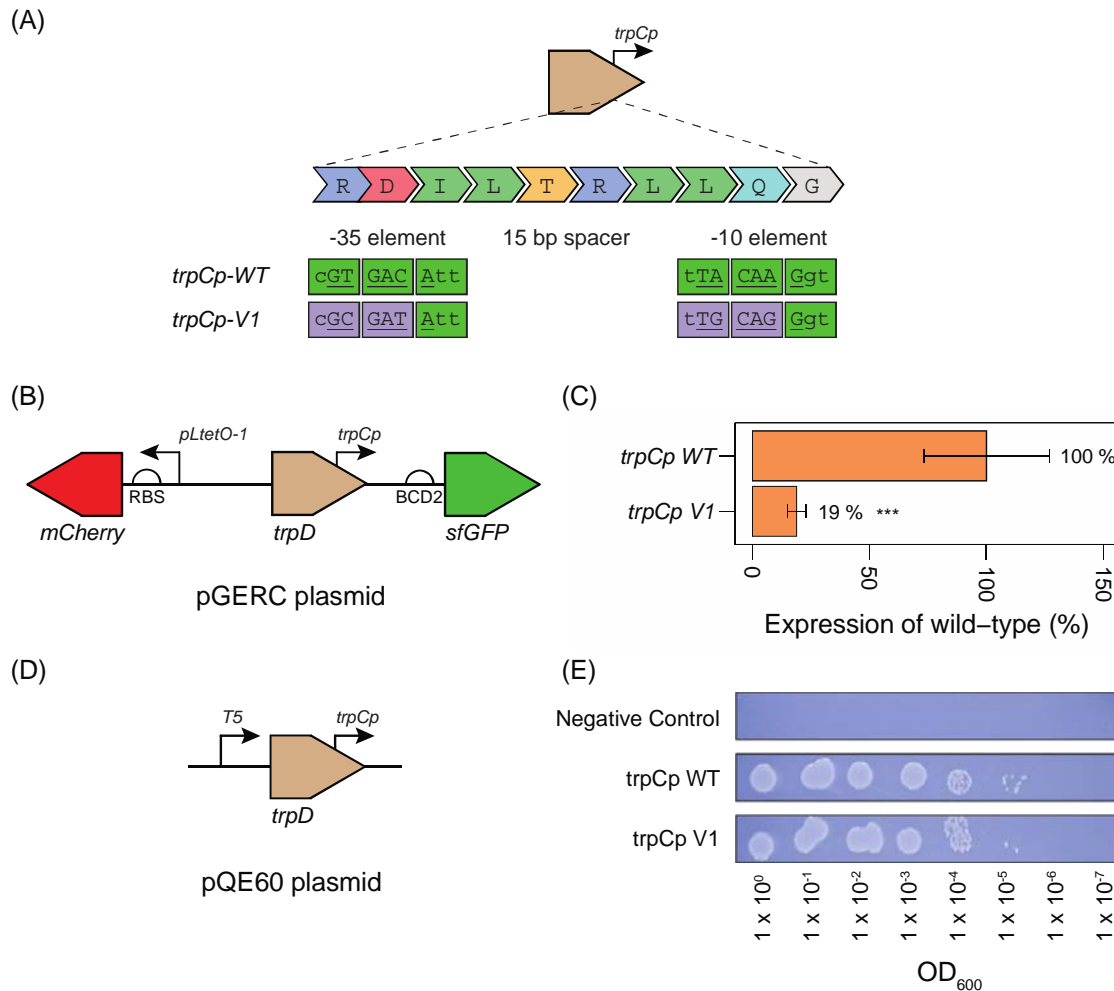 (A)
trpCp
R D I L T R L L Q G
-35 element 15 bp spacer -10 element
trpCp-WT cGT GAC Att tTA CAA Ggt
trpCp-V1 cGC GAT Att tTG CAG Ggt
(B)
pLtetO-1 trpCp
RBS BCD2
mCherry trpD sfGFP
pGERC plasmid
(C)
trpCp WT 100 %
trpCp V1 19 % ***
0 50 100 150
Expression of wild–type (%)
(D)
T5 trpCp
trpD
pQE60 plasmid
(E)
Negative Control
trpCp WT
trpCp V1
1 x 10⁰ 1 x 10⁻¹ 1 x 10⁻² 1 x 10⁻³ 1 x 10⁻⁴ 1 x 10⁻⁵ 1 x 10⁻⁶ 1 x 10⁻⁷
OD₆₀₀